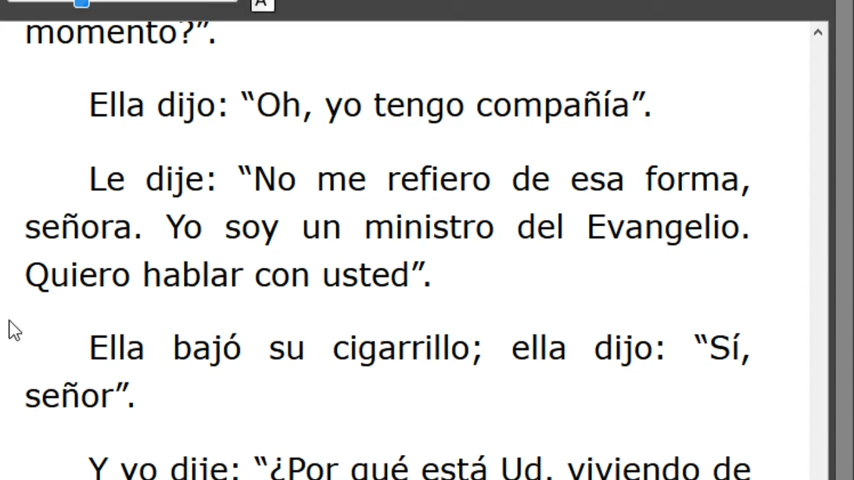 A
momento?”.
Ella dijo: “Oh, yo tengo compañía”.
Le dije: “No me refiero de esa forma,
señora. Yo soy un ministro del Evangelio.
Quiero hablar con usted”.
Ella bajó su cigarrillo; ella dijo: “Sí,
señor”.
Y yo dije: “¿Por qué está Ud. viviendo de